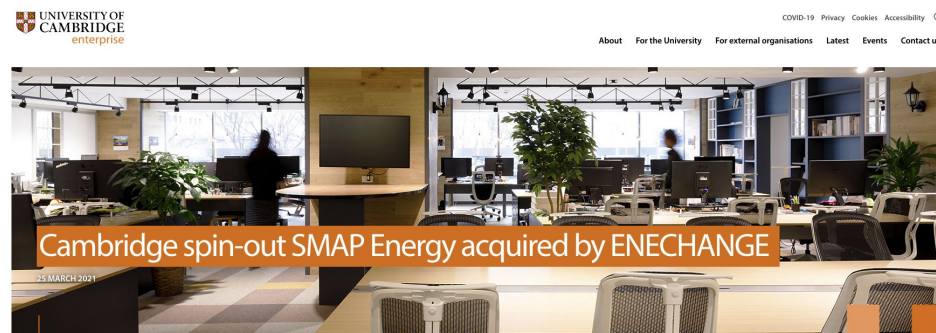 UNIVERSITY OF
CAMBRIDGE
enterprise
COVID-19 Privacy Cookies Accessibility
About For the University For external organisations Latest Events Contact u
Cambridge spin-out SMAP Energy acquired by ENECHANGE
25 MARCH 2021